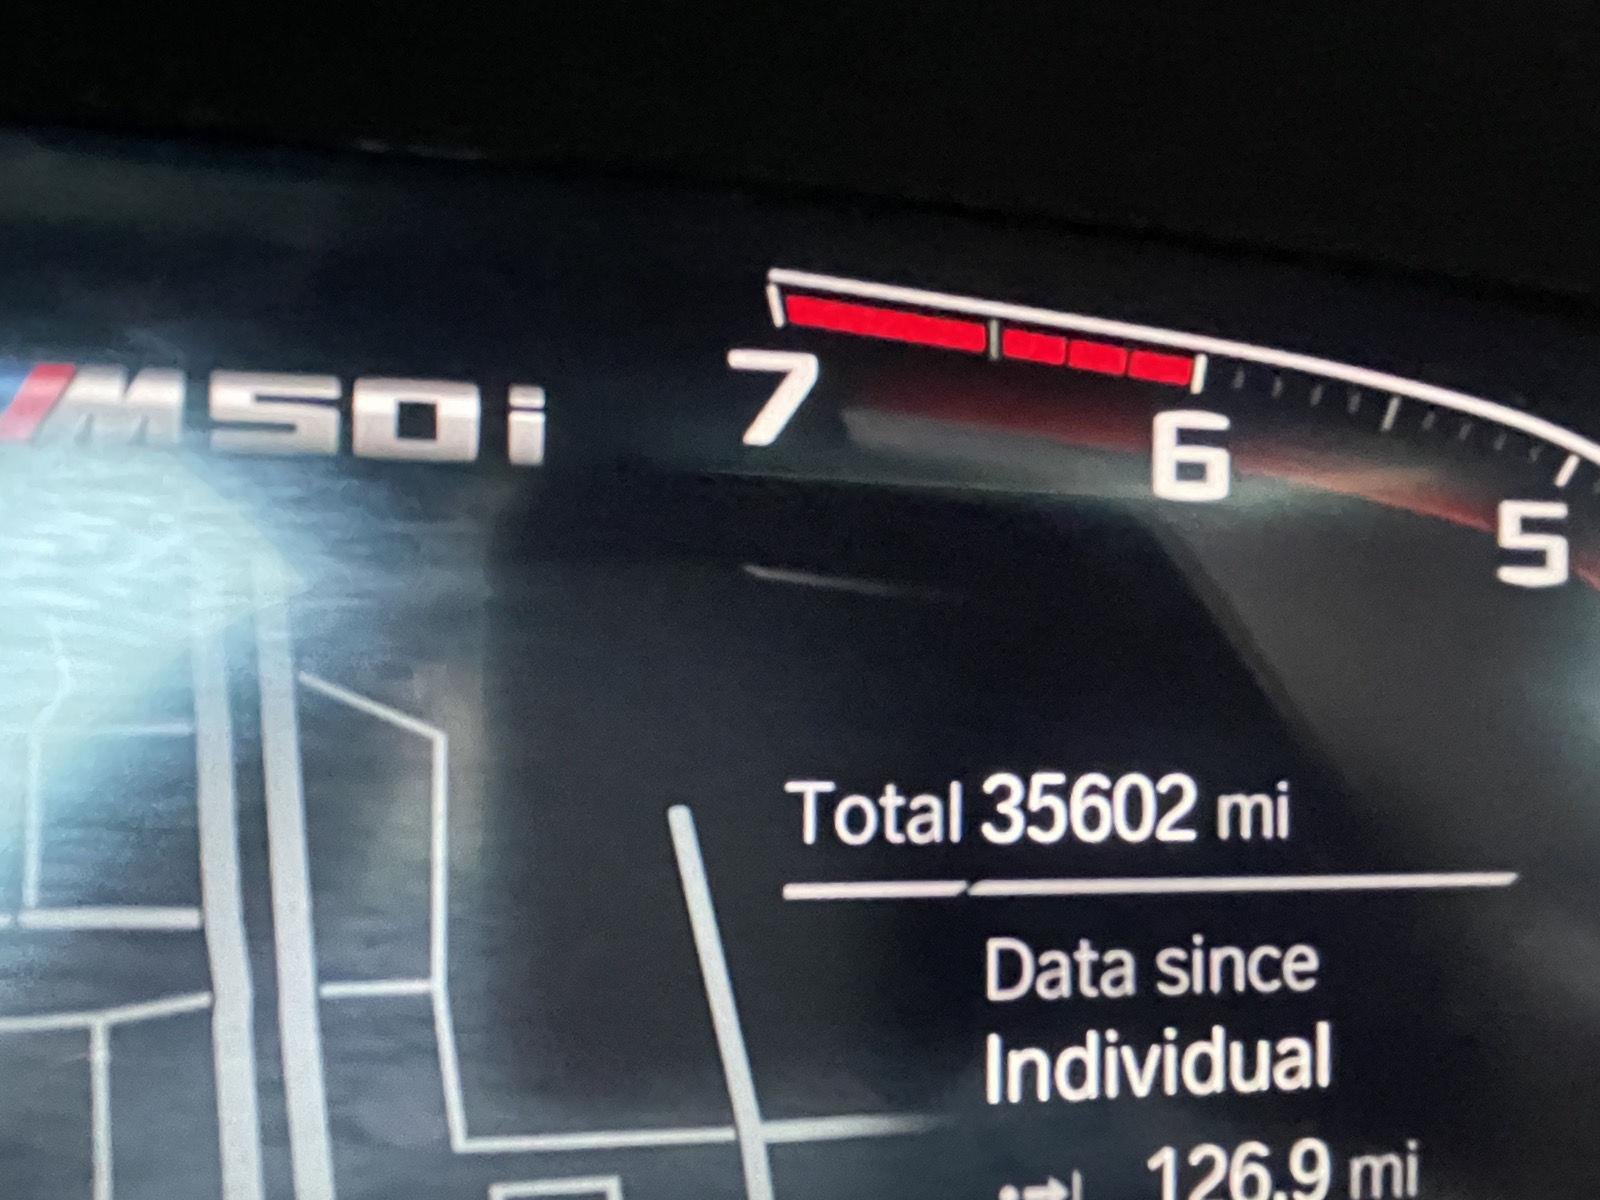 M50i
7
6
5
Total 35602 mi
Data since
Individual
126.9 mi